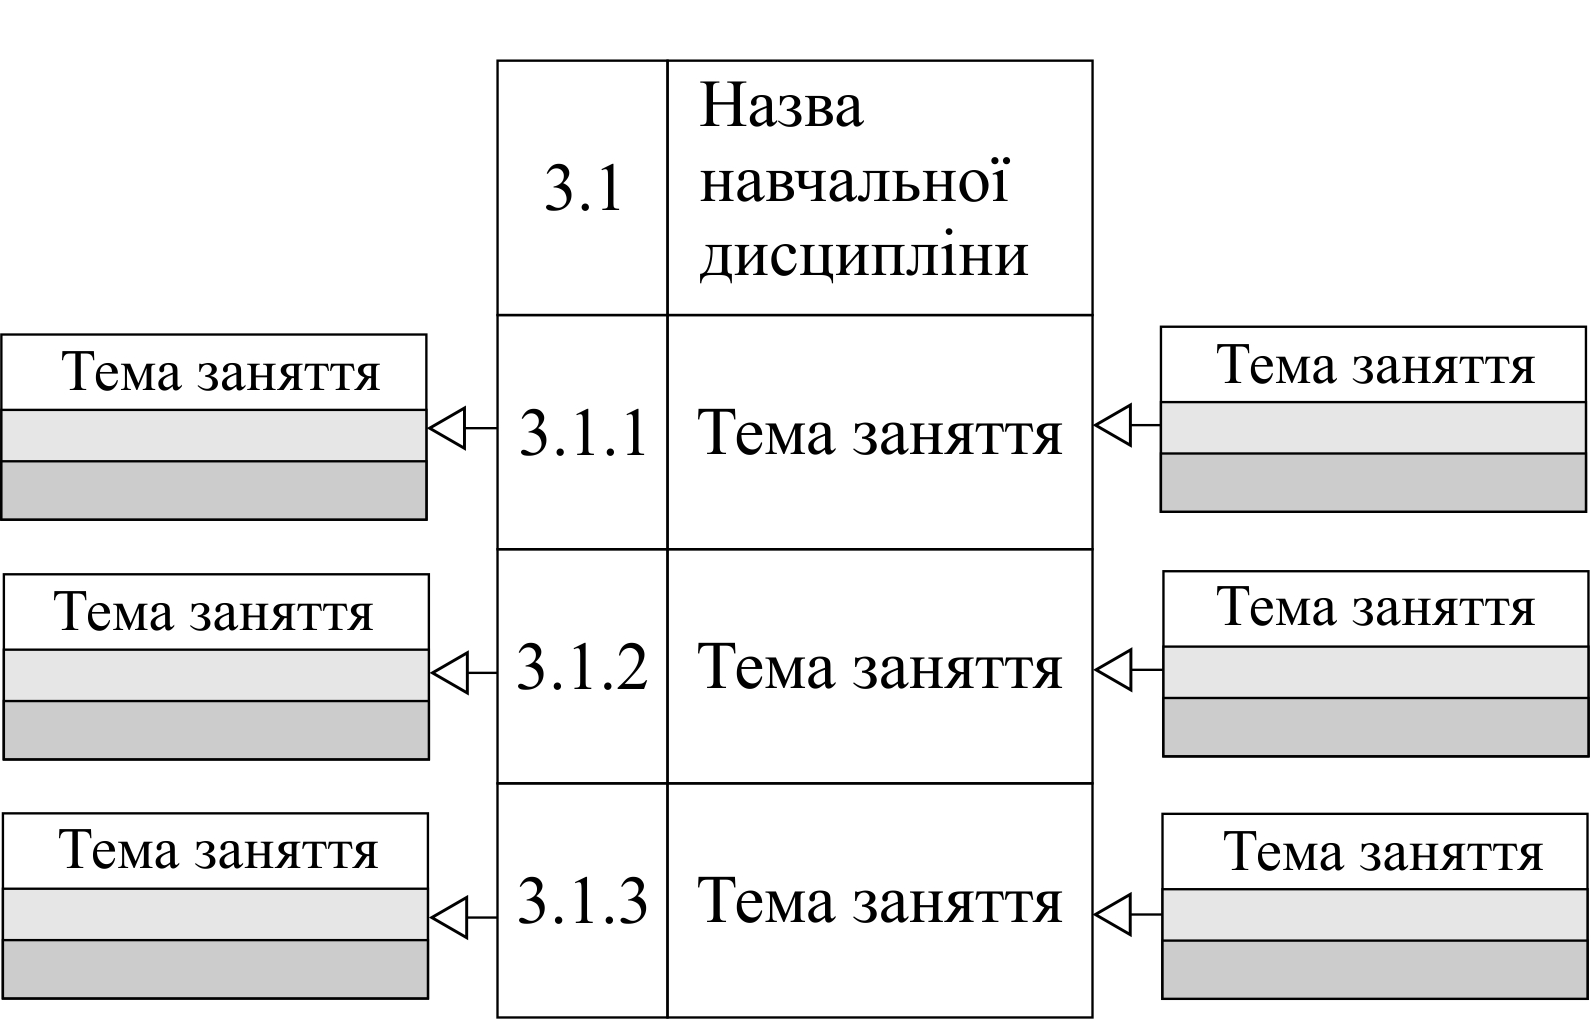 Назва
навчальної
дисципліни
3.1
Тема заняття
3.1.1
Тема заняття
Тема заняття
Тема заняття
3.1.2
Тема заняття
Тема заняття
Тема заняття
3.1.3
Тема заняття
Тема заняття